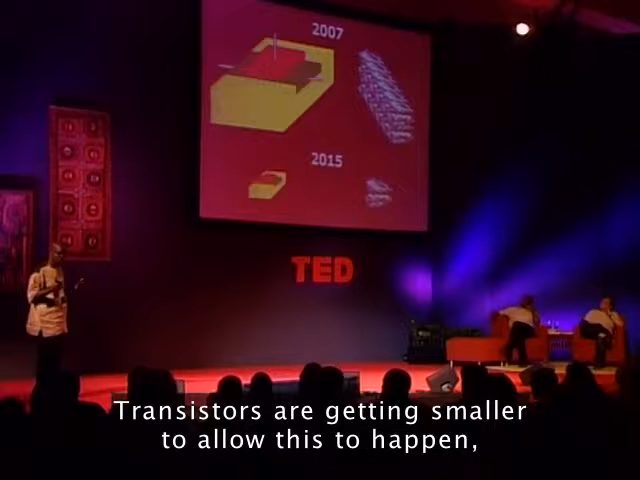 2007
2015
TED
Transistors are getting smaller
to allow this to happen,